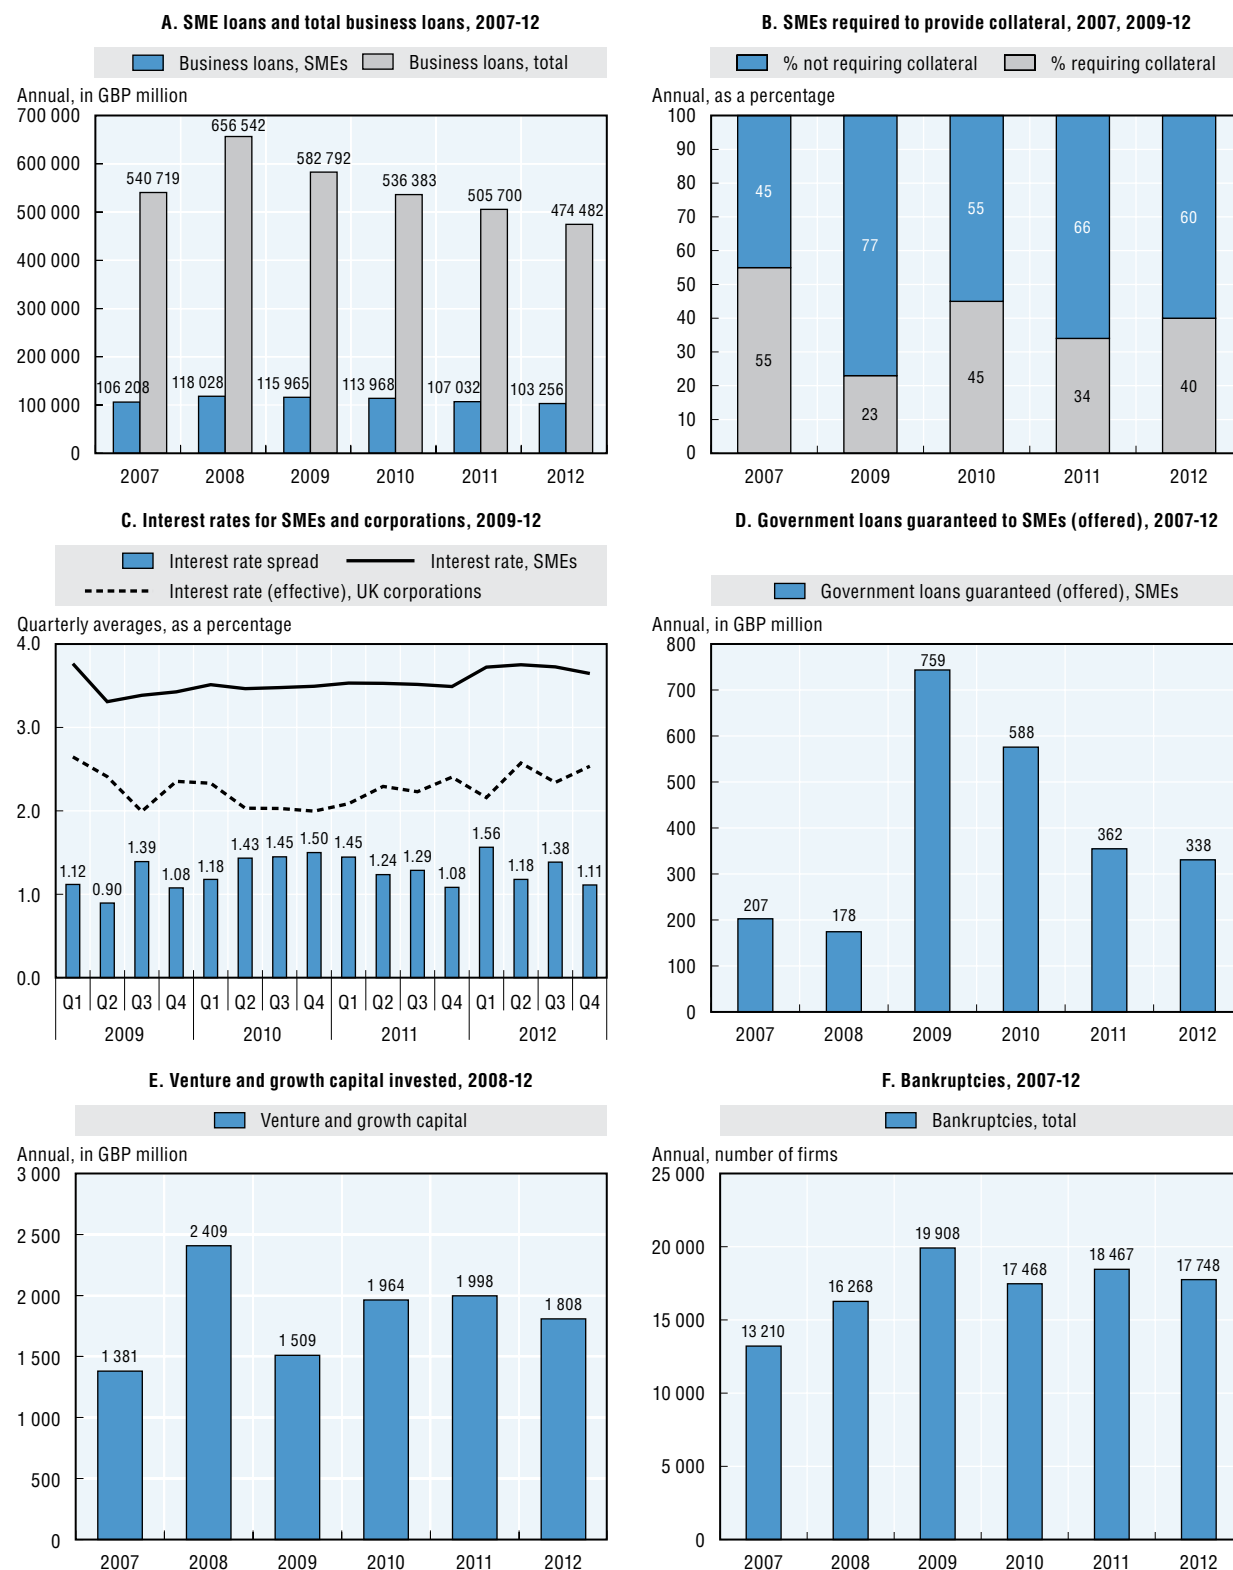 A. SME loans and total business loans, 2007-12
Business loans, SMEs
Business loans, total
Annual, in GBP million
700 000
600 000
500 000
400 000
300 000
200 000
100 000
0
106 208
540 719
118 028
656 542
115 965
582 792
113 968
536 383
107 032
505 700
103 256
474 482
2007 2008 2009 2010 2011 2012
B. SMEs required to provide collateral, 2007, 2009-12
% not requiring collateral
% requiring collateral
Annual, as a percentage
100
90
80
70
60
50
40
30
20
10
0
45 77 55 66 60
55 23 45 34 40
2007 2009 2010 2011 2012
C. Interest rates for SMEs and corporations, 2009-12
Interest rate spread
Interest rate, SMEs
Interest rate (effective), UK corporations
Quarterly averages, as a percentage
4.0
3.0
2.0
1.0
0.0
1.12 0.90 1.39 1.08 1.18 1.43 1.45 1.50 1.45 1.24 1.29 1.08 1.56 1.18 1.38 1.11
Q1 Q2 Q3 Q4 Q1 Q2 Q3 Q4 Q1 Q2 Q3 Q4 Q1 Q2 Q3 Q4
2009 2010 2011 2012
D. Government loans guaranteed to SMEs (offered), 2007-12
Government loans guaranteed (offered), SMEs
Annual, in GBP million
800
700
600
500
400
300
200
100
0
207 178 759 588 362 338
2007 2008 2009 2010 2011 2012
E. Venture and growth capital invested, 2008-12
Venture and growth capital
Annual, in GBP million
3 000
2 500
2 000
1 500
1 000
500
0
1 381 2 409 1 509 1 964 1 998 1 808
2007 2008 2009 2010 2011 2012
F. Bankruptcies, 2007-12
Bankruptcies, total
Annual, number of firms
25 000
20 000
15 000
10 000
5 000
0
13 210 16 268 19 908 17 468 18 467 17 748
2007 2008 2009 2010 2011 2012